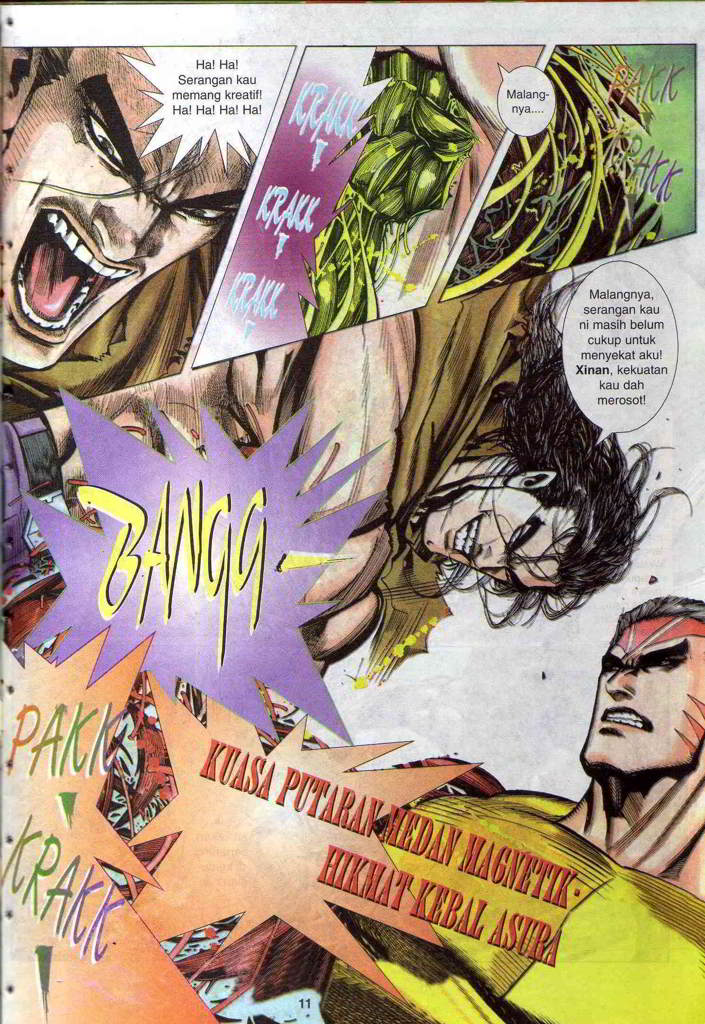 Ha! Ha!
Serangan kau
memang kreatif!
Ha! Ha! Ha! Ha!
KRAKK
!
KRAKK
!
KRAKK
!
Malang-
nya....
PAKK
!
KRAKK
Malangnya,
serangan kau
ni masih belum
cukup untuk
menyekat aku!
Xinan, kekuatan
kau dah
merosot!
BANGG
PAKK
!
KRAKK
!
KUASA PUTARAN MEDAN MAGNETIK-
HIKMAT KEBAL ASURA
11